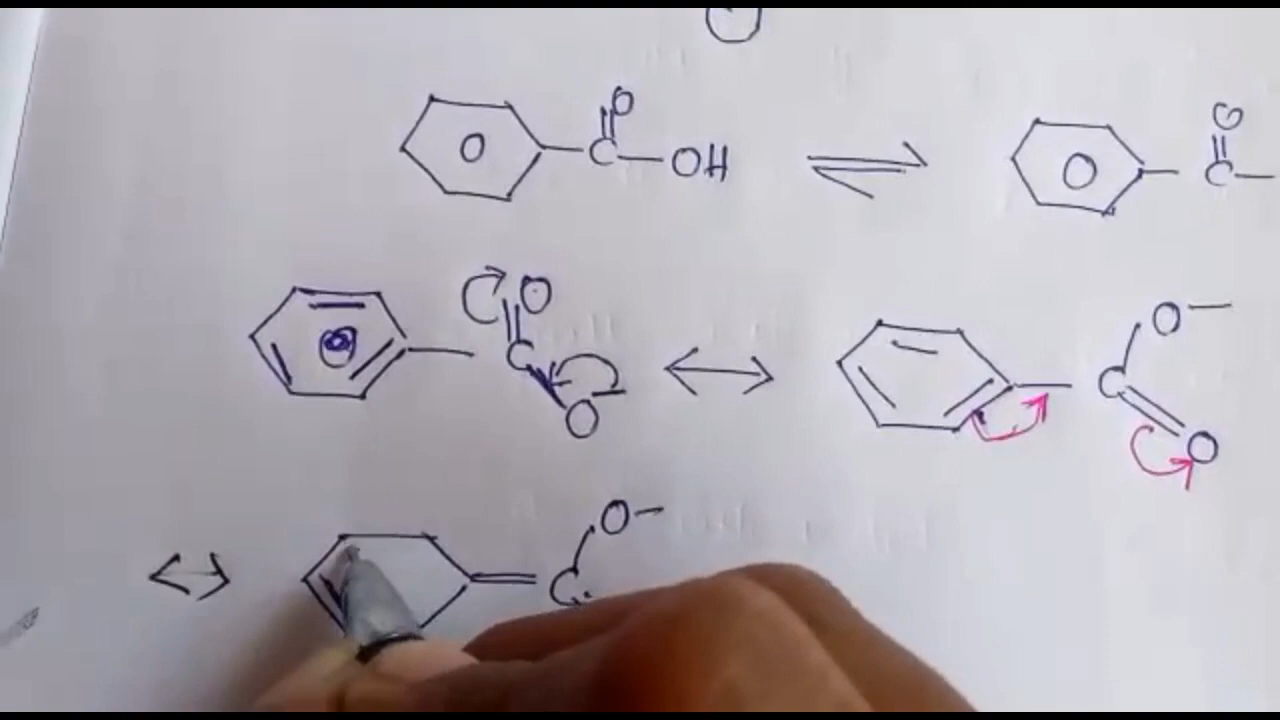 O
O C OH ⇌ O O C —
O C O — ↔ O — C O
↔ O — C